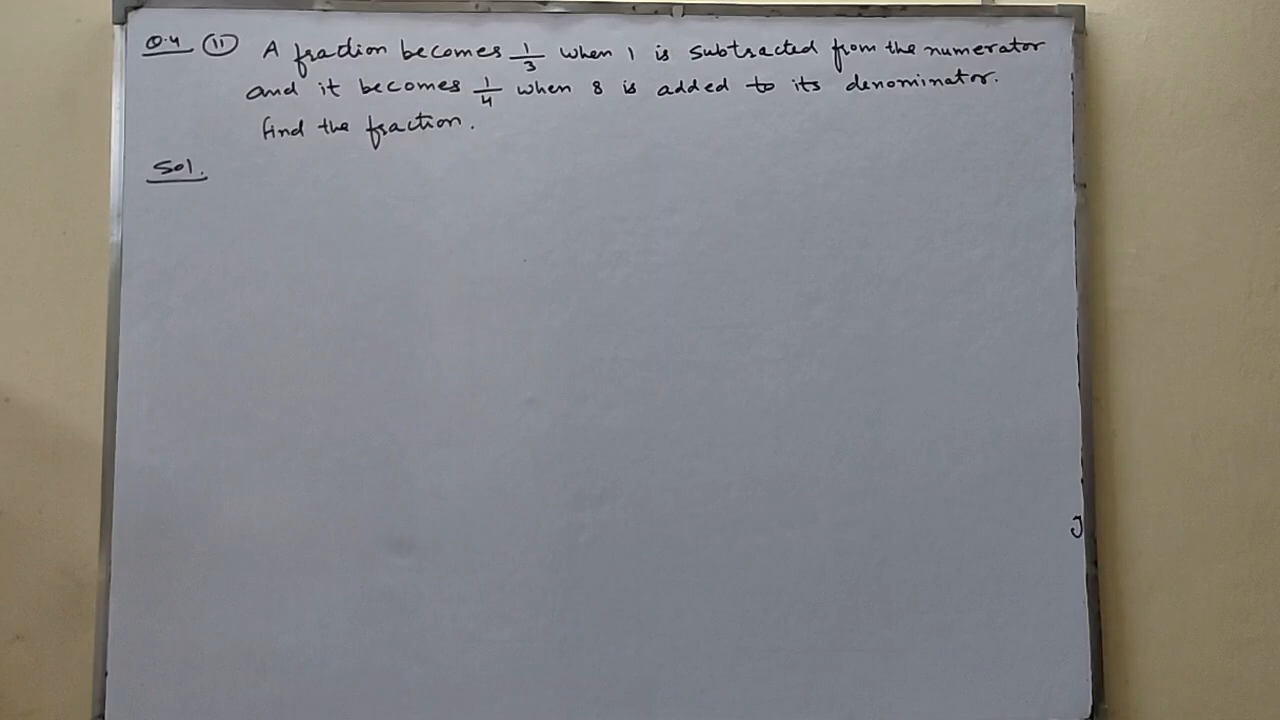 Q.4 (ii) A fraction becomes 1/3 when 1 is subtracted from the numerator
and it becomes 1/4 when 8 is added to its denominator.
find the fraction.
Sol.
J